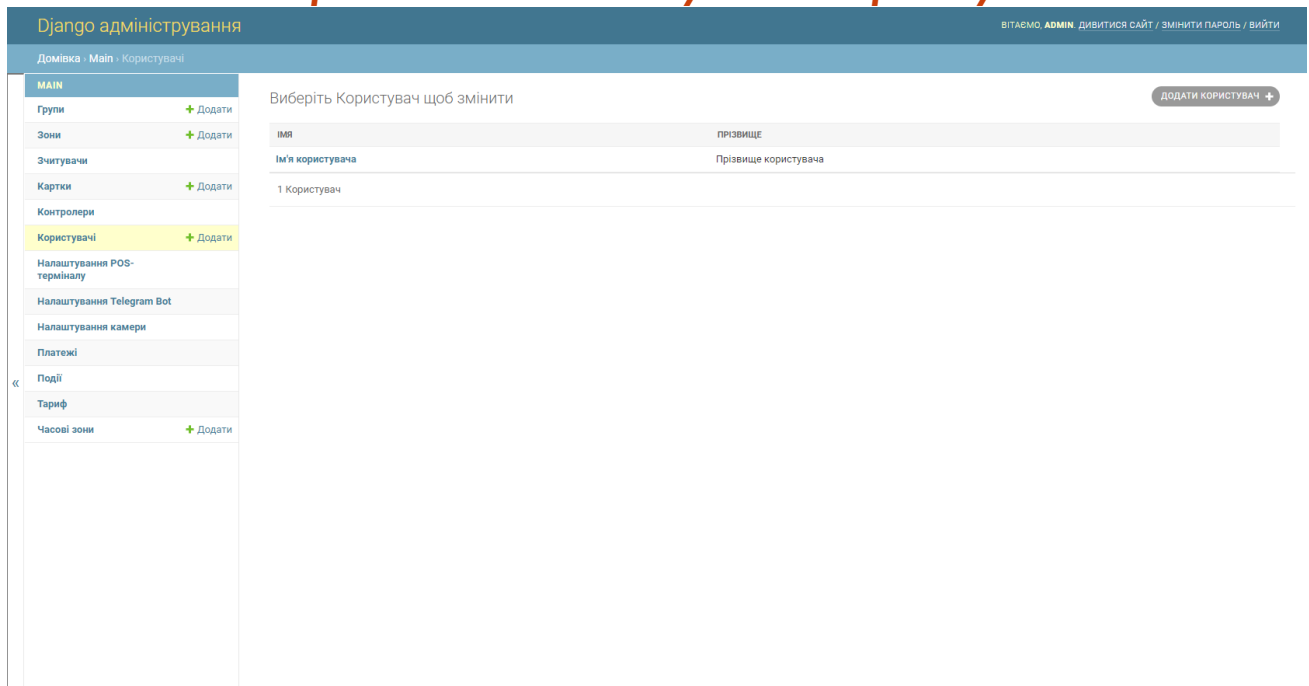 Django адміністрування
ВІТАЄМО, ADMIN. ДИВИТИСЯ САЙТ / ЗМІНИТИ ПАРОЛЬ / ВИЙТИ
Домівка › Main › Користувачі
MAIN
Групи + Додати
Зони + Додати
Зчитувачи
Картки + Додати
Контролери
Користувачі + Додати
Налаштування POS-
терміналу
Налаштування Telegram Bot
Налаштування камери
Платежі
Події
Тариф
Часові зони + Додати
«
Виберіть Користувач щоб змінити
ДОДАТИ КОРИСТУВАЧ +
ІМЯ ПРІЗВИЩЕ
Ім'я користувача Прізвище користувача
1 Користувач